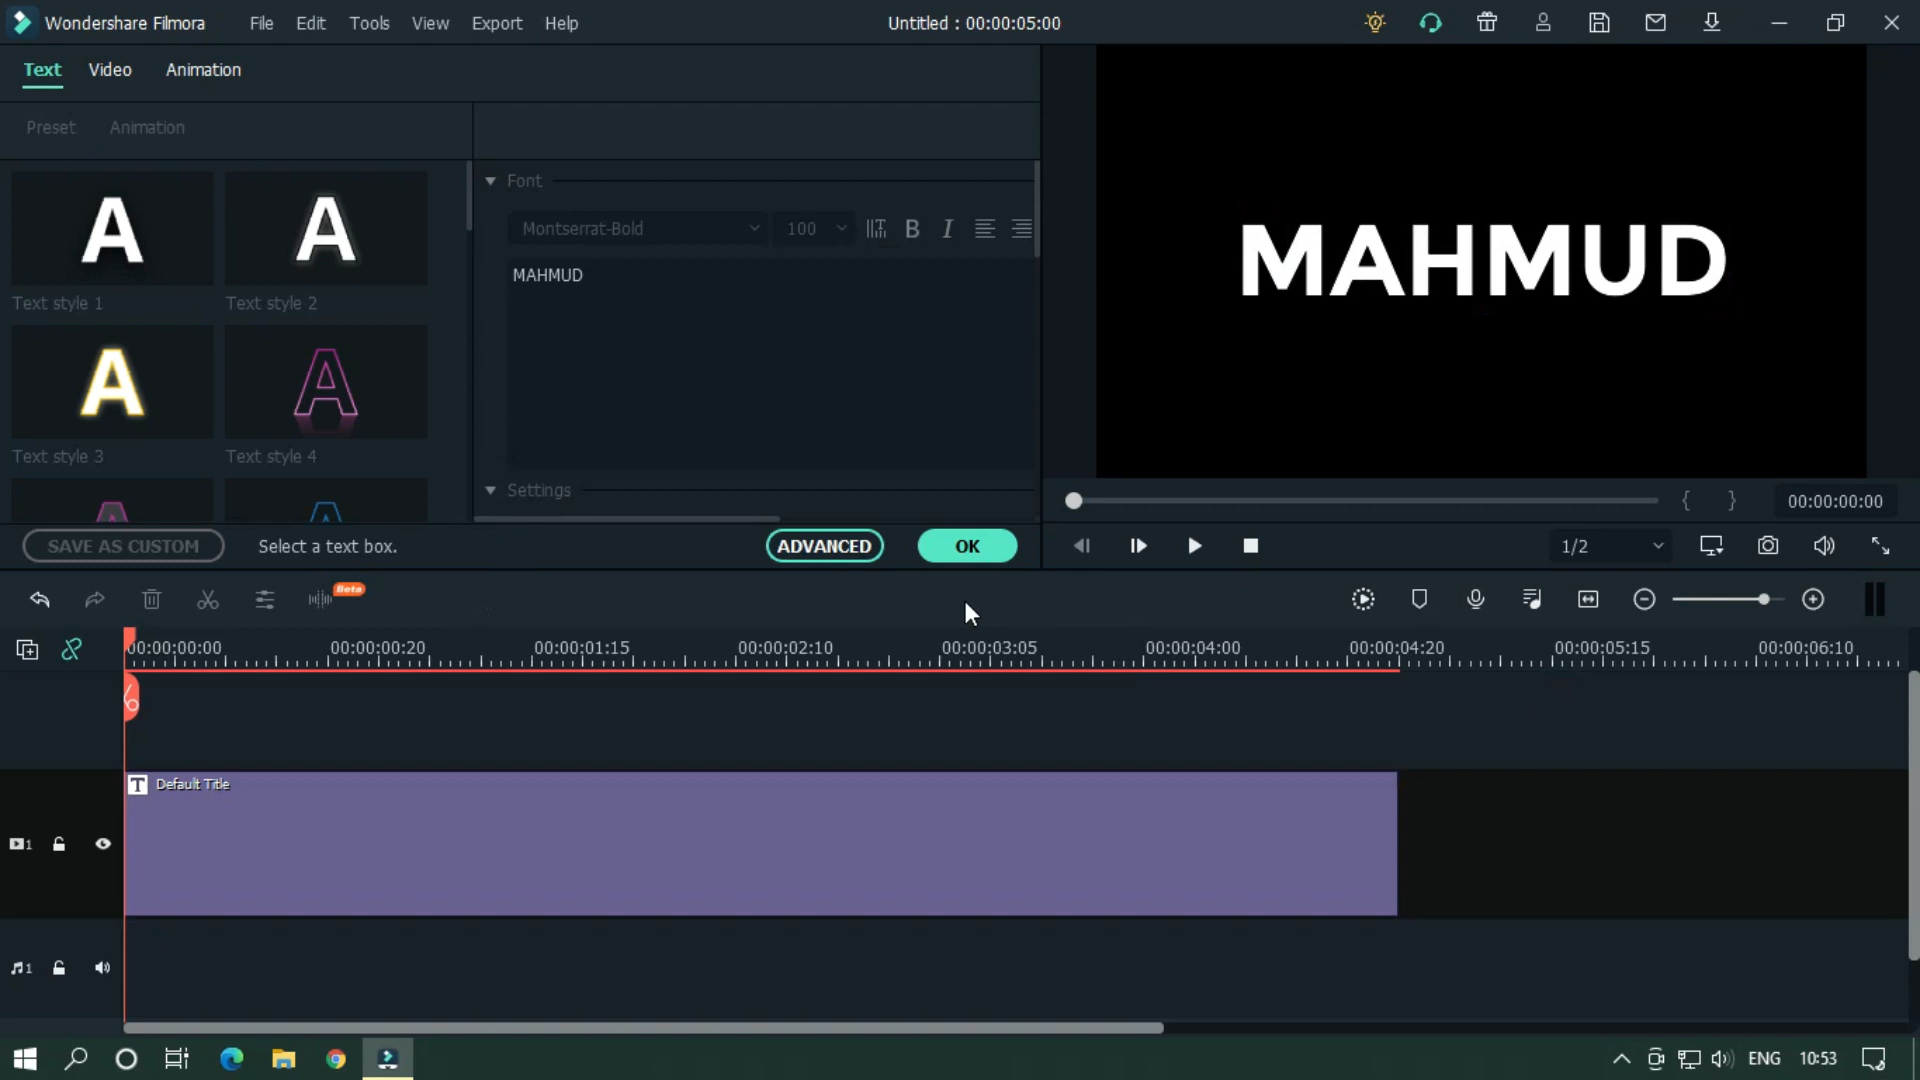 Wondershare Filmora File Edit Tools View Export Help Untitled : 00:00:05:00
Text Video Animation
Preset Animation
Font
Montserrat-Bold 100 B I
MAHMUD
MAHMUD
A A
Text style 1 Text style 2
A A
Text style 3 Text style 4
Settings
{ } 00:00:00:00
SAVE AS CUSTOM Select a text box. ADVANCED OK 1/2
Beta
00:00:00:00 00:00:00:20 00:00:01:15 00:00:02:10 00:00:03:05 00:00:04:00 00:00:04:20 00:00:05:15 00:00:06:10
T Default Title
1
1
ENG 10:53